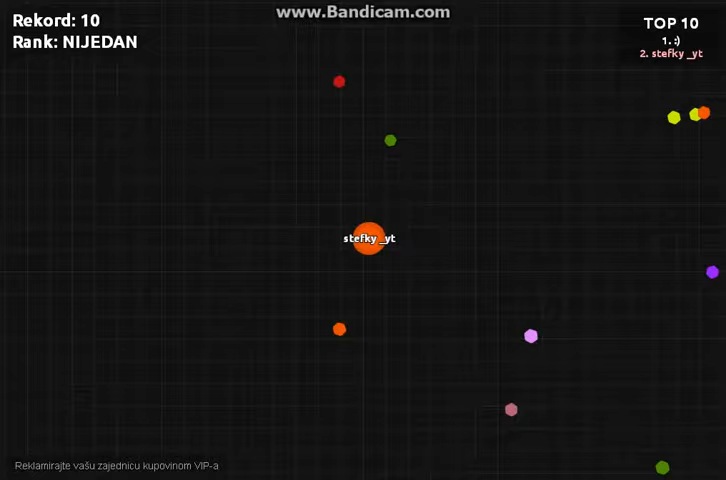 www.Bandicam.com
Rekord: 10
Rank: NIJEDAN
TOP 10
1. :)
2. stefky _yt
stefky _yt
Reklamirajte vašu zajednicu kupovinom VIP-a